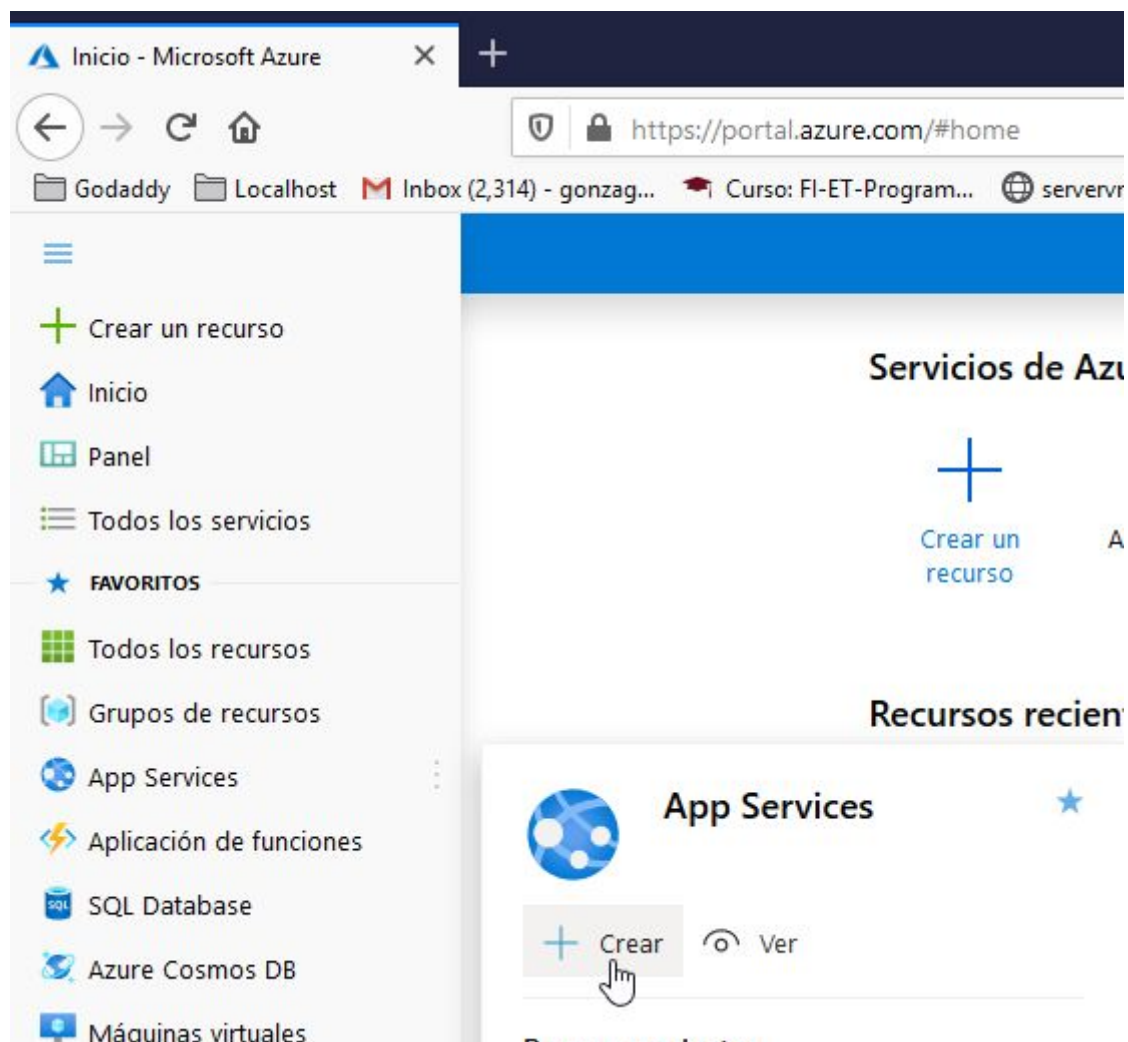 Inicio - Microsoft Azure
https://portal.azure.com/#home
Godaddy Localhost Inbox (2,314) - gonzag... Curso: FI-ET-Program...
Crear un recurso
Inicio
Panel
Todos los servicios
FAVORITOS
Todos los recursos
Grupos de recursos
App Services
Aplicación de funciones
SQL Database
Azure Cosmos DB
Máquinas virtuales
Servicios de Azu
Crear un
recurso
A
Recursos recien
App Services
Crear Ver